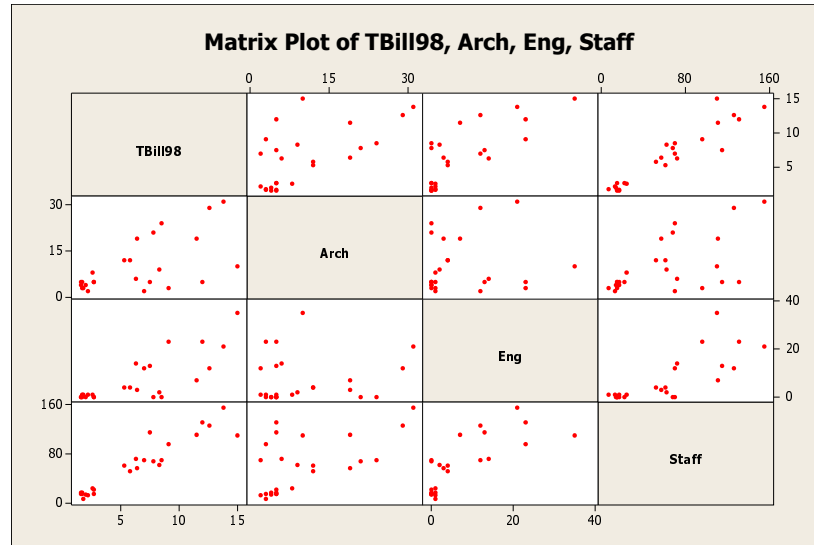 Matrix Plot of TBill98, Arch, Eng, Staff
0 15 30 0 80 160
TBill98
15
10
5
30
15
0
Arch
Eng
40
20
0
160
80
0
Staff
5 10 15 0 20 40